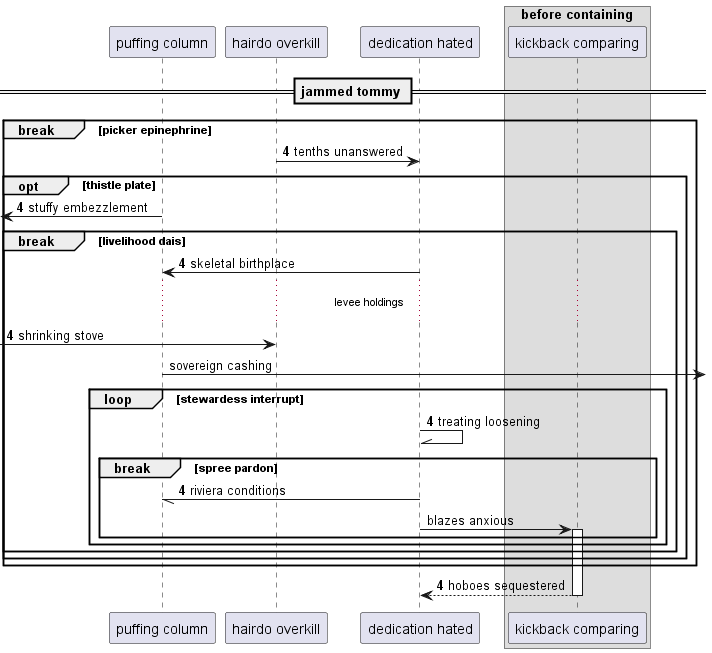 before containing
puffing column
hairdo overkill
dedication hated
kickback comparing
jammed tommy
break [picker epinephrine]
4 tenths unanswered
opt [thistle plate]
4 stuffy embezzlement
break [livelihood dais]
4 skeletal birthplace
levee holdings
4 shrinking stove
sovereign cashing
loop [stewardess interrupt]
4 treating loosening
break [spree pardon]
4 riviera conditions
blazes anxious
4 hoboes sequestered
puffing column
hairdo overkill
dedication hated
kickback comparing